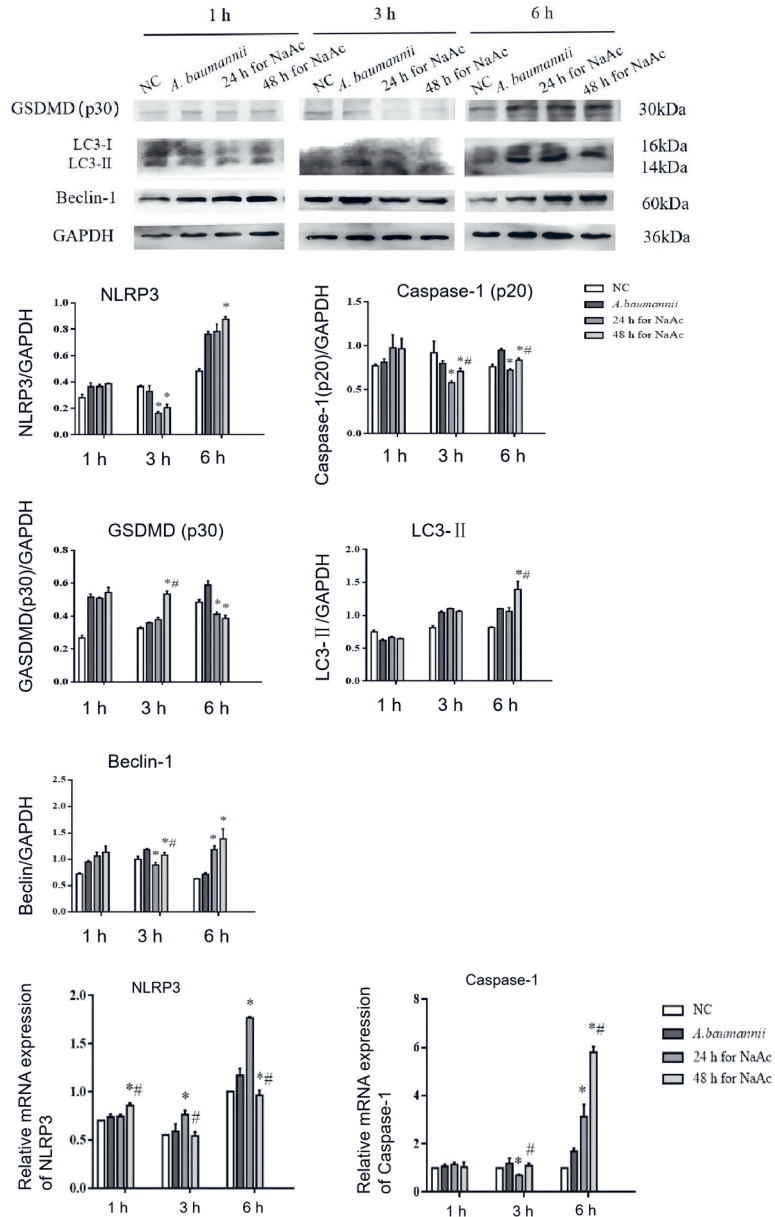 1 h 3 h 6 h
NC A. baumannii 24 h for NaAc 48 h for NaAc NC A. baumannii 24 h for NaAc 48 h for NaAc NC A. baumannii 24 h for NaAc 48 h for NaAc
GSDMD (p30) 30kDa
LC3-I 16kDa
LC3-II 14kDa
Beclin-1 60kDa
GAPDH 36kDa
NLRP3
NLRP3/GAPDH
1.0
0.8
0.6
0.4
0.2
0.0
*
* *
1 h 3 h 6 h
Caspase-1 (p20)
Caspase-1(p20)/GAPDH
1.5
1.0
0.5
0.0
* *#
* *#
1 h 3 h 6 h
NC
A.baumannii
24 h for NaAc
48 h for NaAc
GSDMD (p30)
GASDMD(p30)/GAPDH
0.8
0.6
0.4
0.2
0.0
*#
* *
1 h 3 h 6 h
LC3-Ⅱ
LC3-Ⅱ/GAPDH
2.0
1.5
1.0
0.5
0.0
*#
1 h 3 h 6 h
Beclin-1
Beclin/GAPDH
2.5
2.0
1.5
1.0
0.5
0.0
* *#
* *
1 h 3 h 6 h
NLRP3
Relative mRNA expression
of NLRP3
2.0
1.5
1.0
0.5
0.0
*#
* #
* *#
1 h 3 h 6 h
Caspase-1
Relative mRNA expression
of Caspase-1
8
6
4
2
0
* #
* *#
1 h 3 h 6 h
NC
A.baumannii
24 h for NaAc
48 h for NaAc